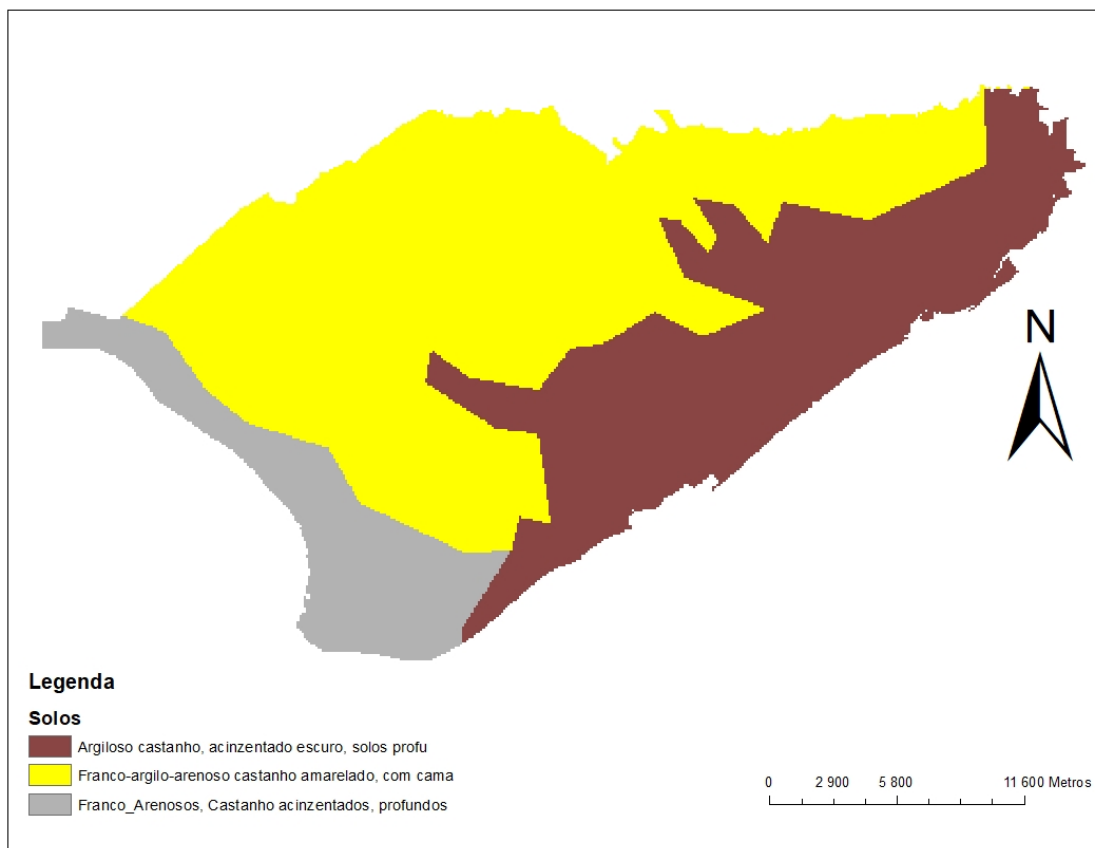 N
Legenda
Solos
Argiloso castanho, acinzentado escuro, solos profu
Franco-argilo-arenoso castanho amarelado, com cama
Franco_Arenosos, Castanho acinzentados, profundos
0 2 900 5 800 11 600 Metros